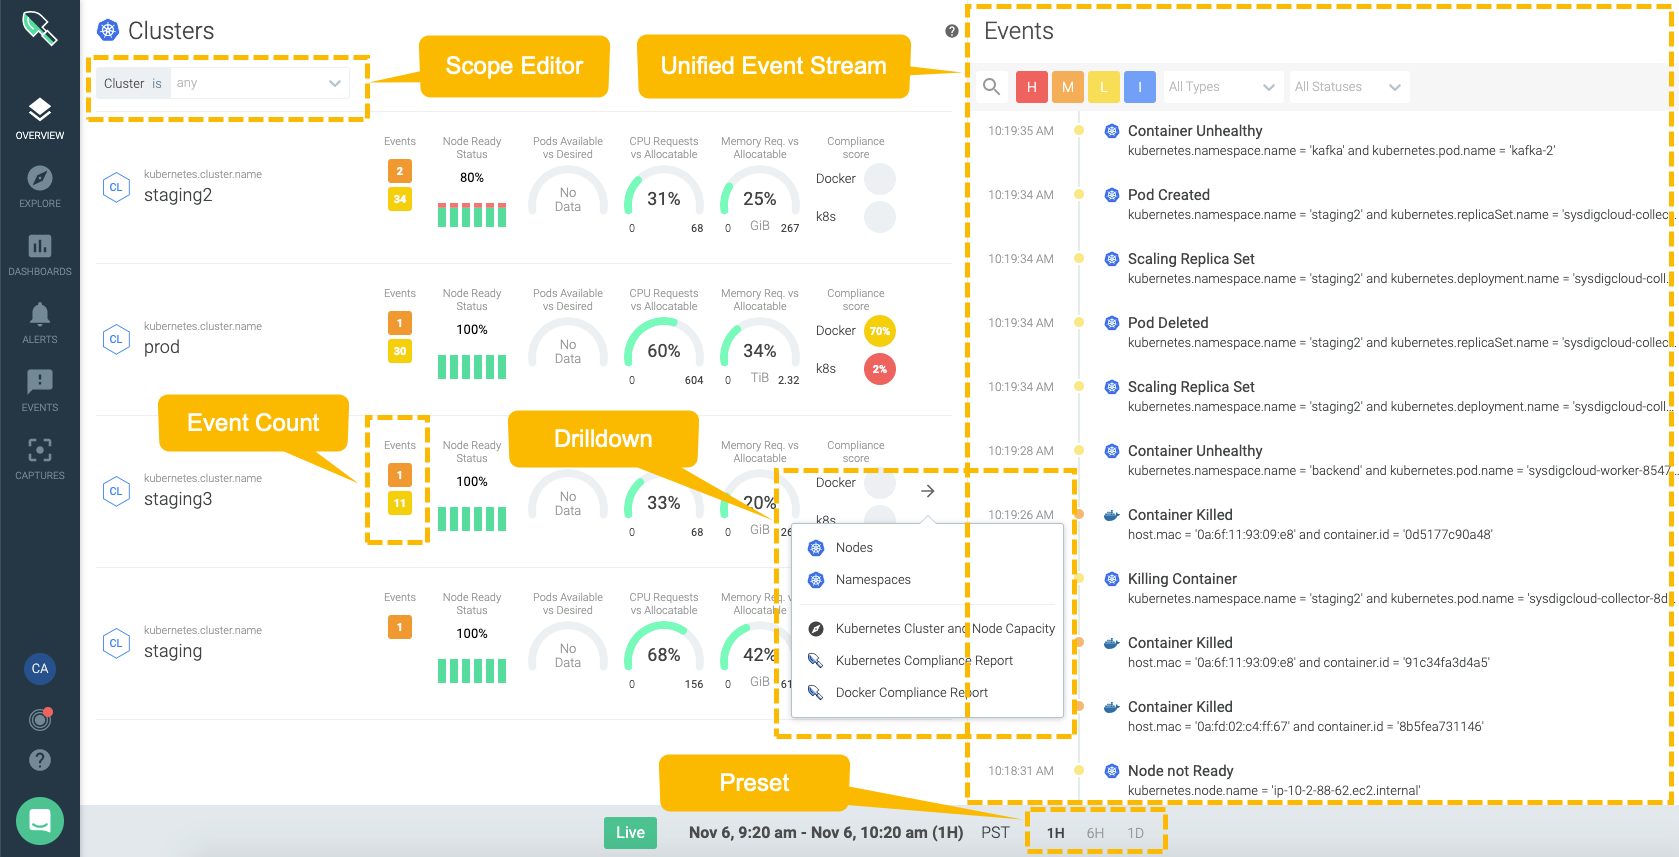 Clusters
Cluster is any
Scope Editor
Unified Event Stream
OVERVIEW
EXPLORE
DASHBOARDS
ALERTS
EVENTS
CAPTURES
CA
CL
kubernetes.cluster.name
staging2
Events
2
34
Node Ready
Status
80%
Pods Available
vs Desired
No
Data
CPU Requests
vs Allocatable
31%
0 68
Memory Req. vs
Allocatable
25%
0 GiB 267
Compliance
score
Docker
k8s
CL
kubernetes.cluster.name
prod
Events
1
30
Node Ready
Status
100%
Pods Available
vs Desired
No
Data
CPU Requests
vs Allocatable
60%
0 604
Memory Req. vs
Allocatable
34%
0 TiB 2.32
Compliance
score
Docker 70%
k8s 2%
Event Count
Drilldown
CL
kubernetes.cluster.name
staging3
Events
1
11
Node Ready
Status
100%
No
Data
33%
0 68
Memory Req. vs
Allocatable
20%
0 GiB
Compliance
score
Docker
k8s
Nodes
Namespaces
Kubernetes Cluster and Node Capacity
Kubernetes Compliance Report
Docker Compliance Report
CL
kubernetes.cluster.name
staging
Events
1
Node Ready
Status
100%
Pods Available
vs Desired
No
Data
CPU Requests
vs Allocatable
68%
0 156
Memory Req. v
Allocatabl
42%
0 GiB 61
Preset
Live
Nov 6, 9:20 am - Nov 6, 10:20 am (1H) PST
1H 6H 1D
Events
H M L I All Types All Statuses
10:19:35 AM Container Unhealthy
kubernetes.namespace.name = 'kafka' and kubernetes.pod.name = 'kafka-2'
10:19:34 AM Pod Created
kubernetes.namespace.name = 'staging2' and kubernetes.replicaSet.name = 'sysdigcloud-collec...
10:19:34 AM Scaling Replica Set
kubernetes.namespace.name = 'staging2' and kubernetes.deployment.name = 'sysdigcloud-coll...
10:19:34 AM Pod Deleted
kubernetes.namespace.name = 'staging2' and kubernetes.replicaSet.name = 'sysdigcloud-collec...
10:19:34 AM Scaling Replica Set
kubernetes.namespace.name = 'staging2' and kubernetes.deployment.name = 'sysdigcloud-coll...
10:19:28 AM Container Unhealthy
kubernetes.namespace.name = 'backend' and kubernetes.pod.name = 'sysdigcloud-worker-8547...
10:19:26 AM Container Killed
host.mac = '0a:6f:11:93:09:e8' and container.id = '0d5177c90a48'
Killing Container
kubernetes.namespace.name = 'staging2' and kubernetes.pod.name = 'sysdigcloud-collector-8d...
Container Killed
host.mac = '0a:6f:11:93:09:e8' and container.id = '91c34fa3d4a5'
Container Killed
host.mac = '0a:fd:02:c4:ff:67' and container.id = '8b5fea731146'
10:18:31 AM Node not Ready
kubernetes.node.name = 'ip-10-2-88-62.ec2.internal'